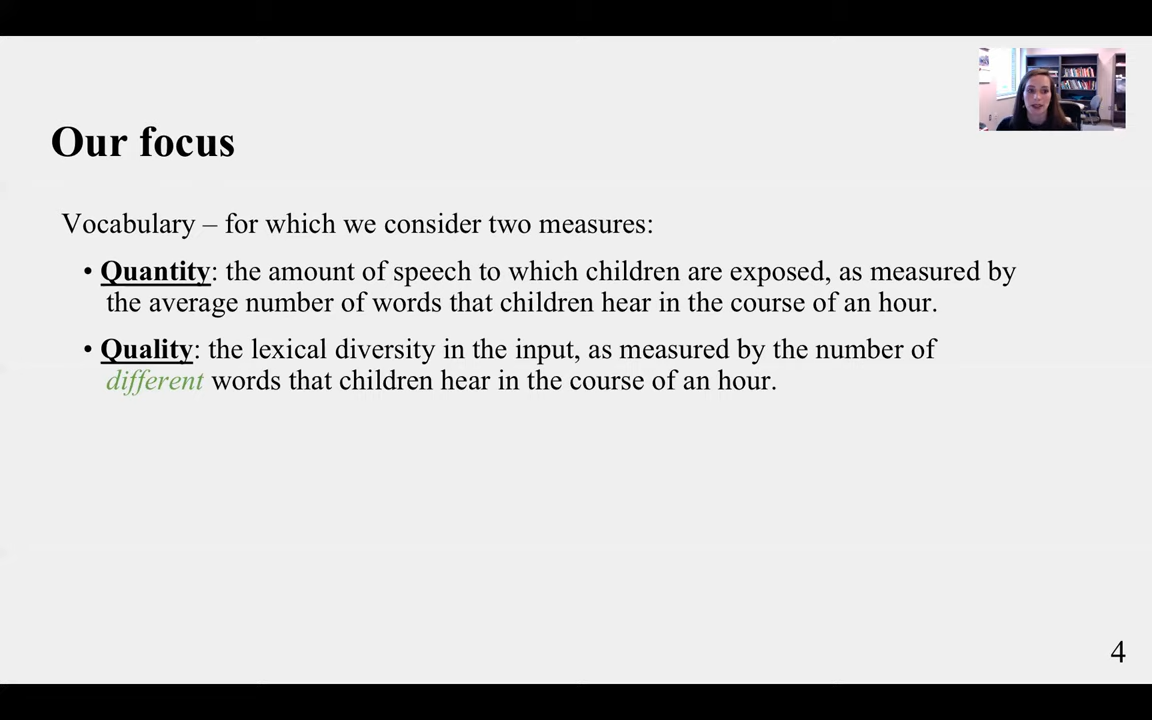 Our focus
Vocabulary – for which we consider two measures:
• Quantity: the amount of speech to which children are exposed, as measured by
the average number of words that children hear in the course of an hour.
• Quality: the lexical diversity in the input, as measured by the number of
different words that children hear in the course of an hour.
4